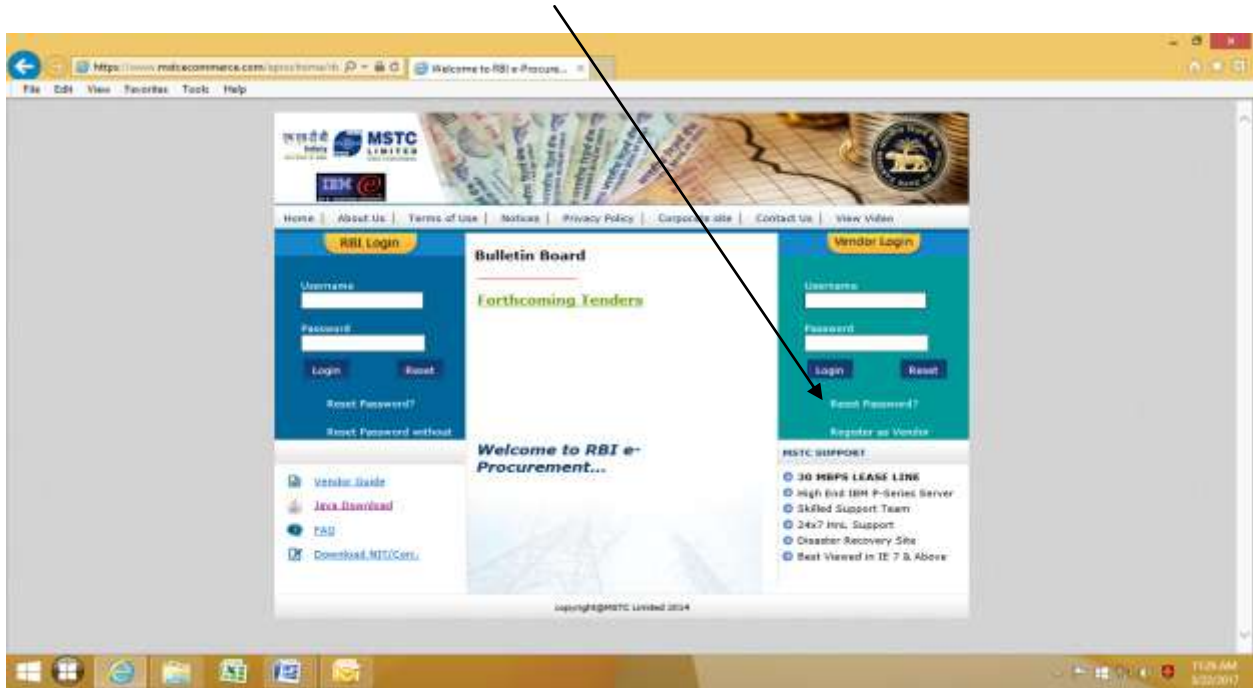 Welcome to RBI e-Procure...
File Edit View Favorites Tools Help
MSTC
LIMITED
IBM
Home | About Us | Terms of Use | Notices | Privacy Policy | Corporate site | Contact Us | View Video
RBI Login
Username
Password
Login Reset
Reset Password?
Reset Password without
Vendor Guide
Java Download
FAQ
Download NIT/Corr.
Bulletin Board
Forthcoming Tenders
Welcome to RBI e-
Procurement...
Vendor Login
Username
Password
Login Reset
Reset Password?
Register as Vendor
MSTC SUPPORT
30 MBPS LEASE LINE
High End IBM P-Series Server
Skilled Support Team
24x7 Hrs. Support
Disaster Recovery Site
Best Viewed in IE 7 & Above
copyright@MSTC Limited 2014
11:29 AM